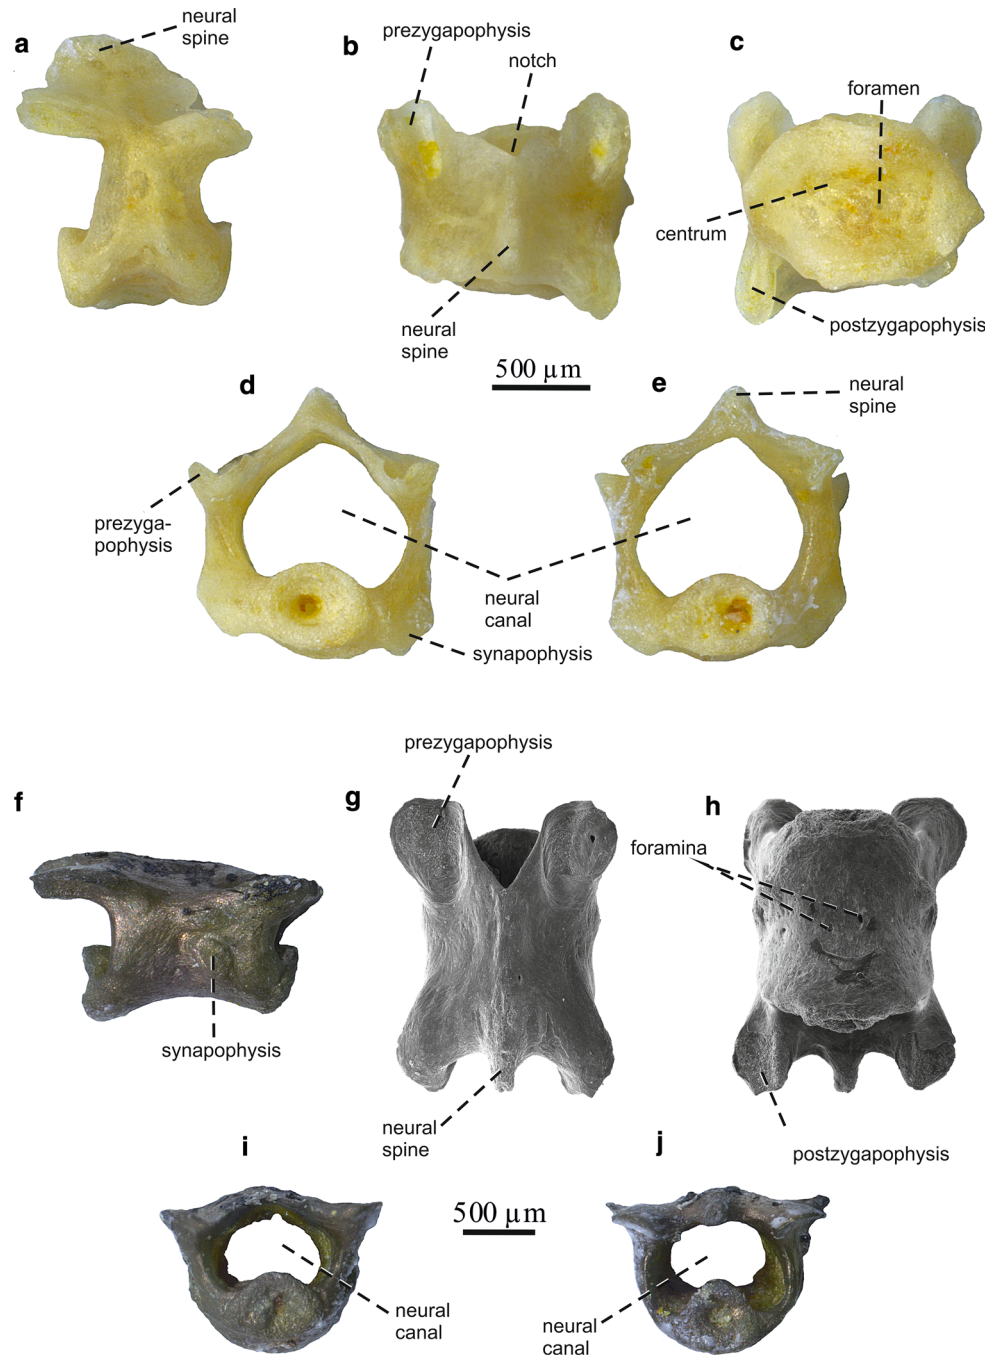 a
neural
spine
b
prezygapophysis
notch
c
foramen
centrum
neural
spine
postzygapophysis
500 µm
d
e
neural
spine
prezyga-
pophysis
neural
canal
synapophysis
prezygapophysis
f
g
h
foramina
synapophysis
neural
spine
postzygapophysis
i
j
500 µm
neural
canal
neural
canal